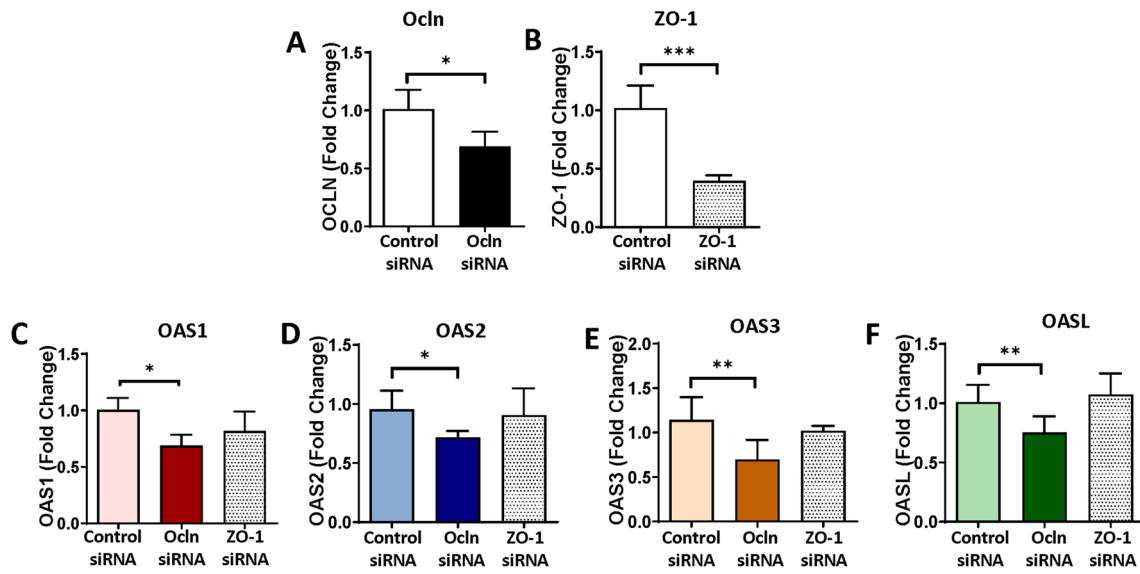 A
Ocln
OCLN (Fold Change)
1.5
1.0
0.5
0.0
*
Control siRNA
Ocln siRNA
B
ZO-1
ZO-1 (Fold Change)
1.5
1.0
0.5
0.0
***
Control siRNA
ZO-1 siRNA
C
OAS1
OAS1 (Fold Change)
1.5
1.0
0.5
0.0
*
Control siRNA
Ocln siRNA
ZO-1 siRNA
D
OAS2
OAS2 (Fold Change)
1.5
1.0
0.5
0.0
*
Control siRNA
Ocln siRNA
ZO-1 siRNA
E
OAS3
OAS3 (Fold Change)
2.0
1.5
1.0
0.5
0.0
**
Control siRNA
Ocln siRNA
ZO-1 siRNA
F
OASL
OASL (Fold Change)
1.5
1.0
0.5
0.0
**
Control siRNA
Ocln siRNA
ZO-1 siRNA